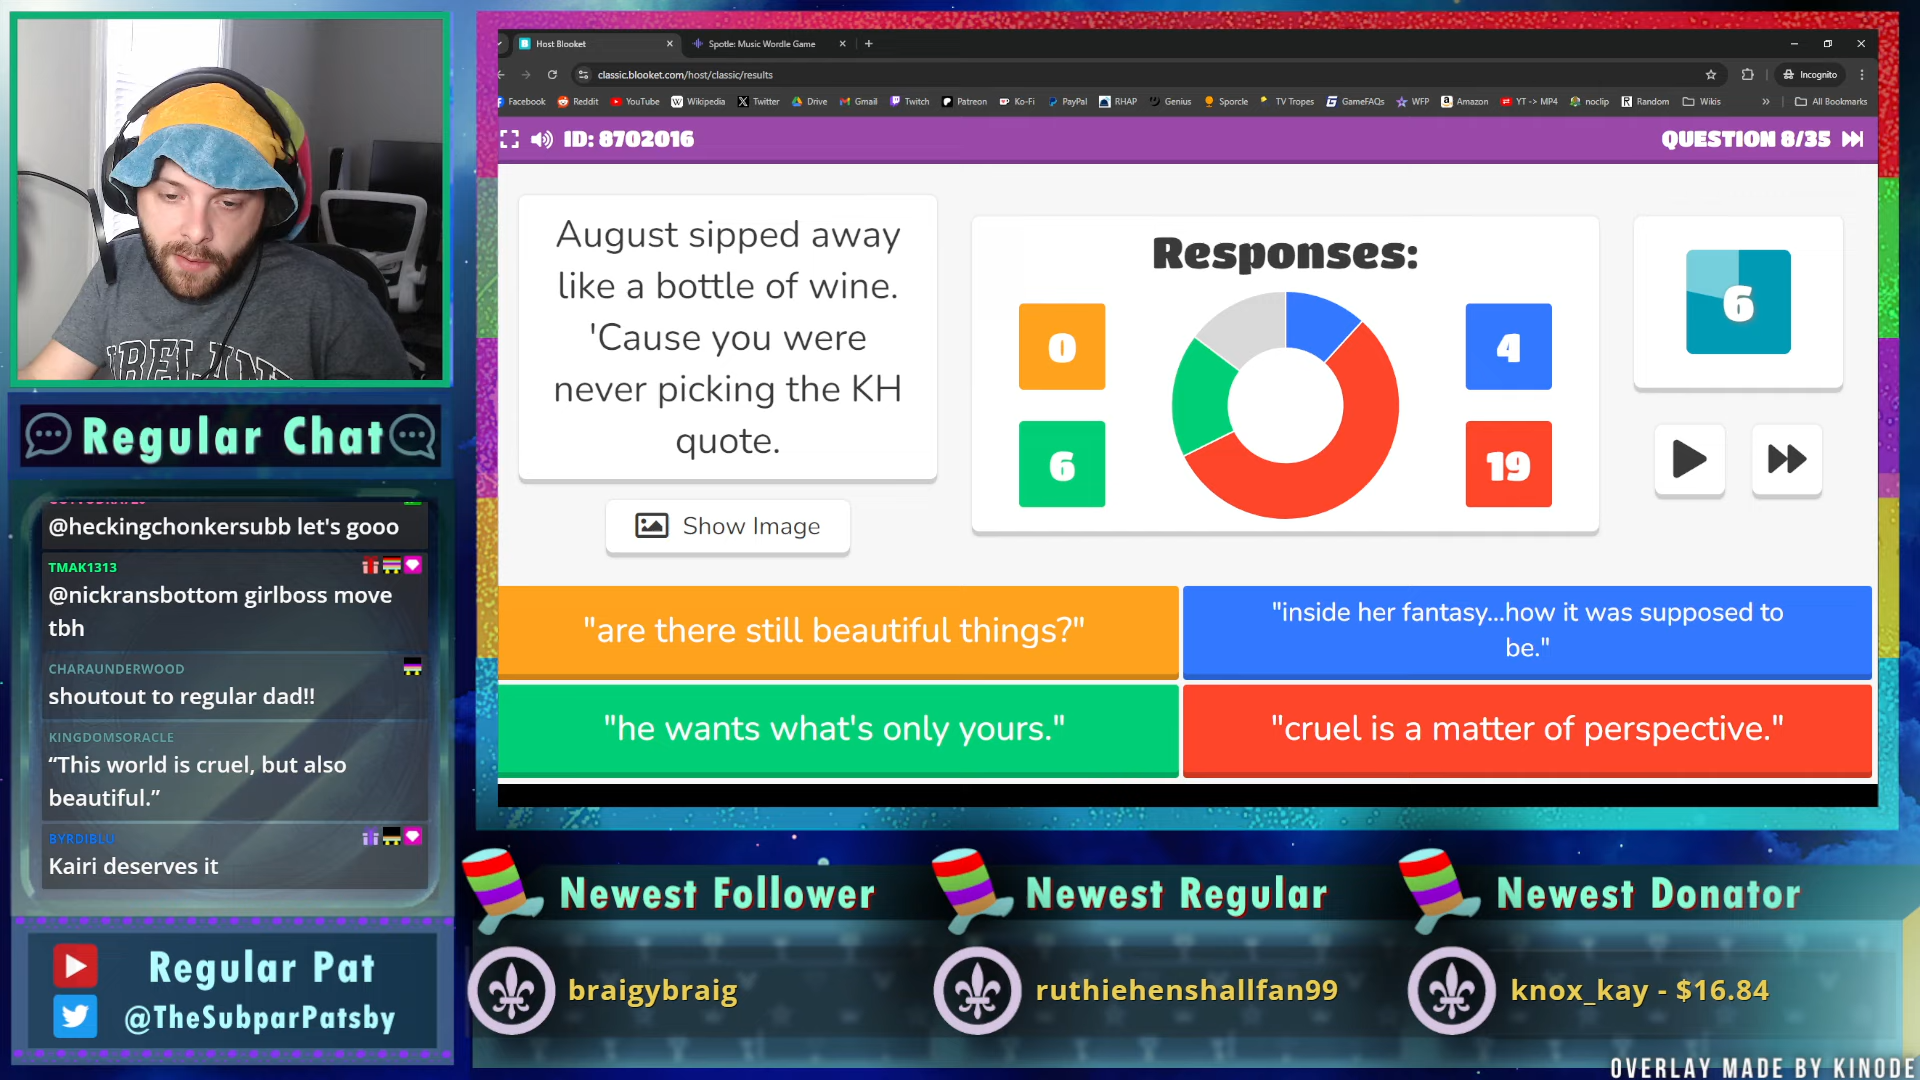 Host Blooket
Spotle: Music Wordle Game
classic.blooket.com/host/classic/results
Incognito
Facebook
Reddit
YouTube
Wikipedia
Twitter
Drive
Gmail
Twitch
Patreon
Ko-Fi
PayPal
RHAP
Genius
Sporcle
TV Tropes
GameFAQs
WFP
Amazon
YT -> MP4
noclip
Random
Wikis
All Bookmarks
ID: 8702016
QUESTION 8/35
August sipped away
like a bottle of wine.
'Cause you were
never picking the KH
quote.
Show Image
Responses:
0
4
6
19
6
"are there still beautiful things?"
"inside her fantasy...how it was supposed to
be."
"he wants what's only yours."
"cruel is a matter of perspective."
IRELAND
Regular Chat
@heckingchonkersubb let's gooo
TMAK1313
@nickransbottom girlboss move
tbh
CHARAUNDERWOOD
shoutout to regular dad!!
KINGDOMSORACLE
“This world is cruel, but also
beautiful.”
BYRDIBLU
Kairi deserves it
Regular Pat
@TheSubparPatsby
Newest Follower
braigybraig
Newest Regular
ruthiehenshallfan99
Newest Donator
knox_kay - $16.84
OVERLAY MADE BY KINODE